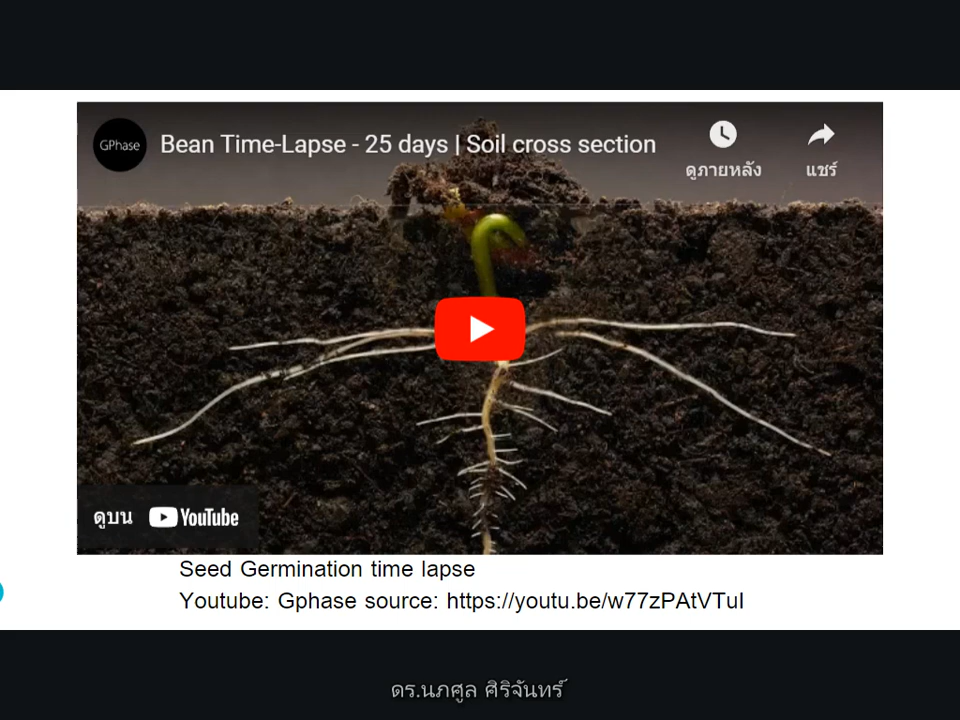 GPhase
Bean Time-Lapse - 25 days | Soil cross section
ดูภายหลัง
แชร์
ดูบน YouTube
Seed Germination time lapse
Youtube: Gphase source: https://youtu.be/w77zPAtVTuI
ดร.นภศูล ศิริจันทร์